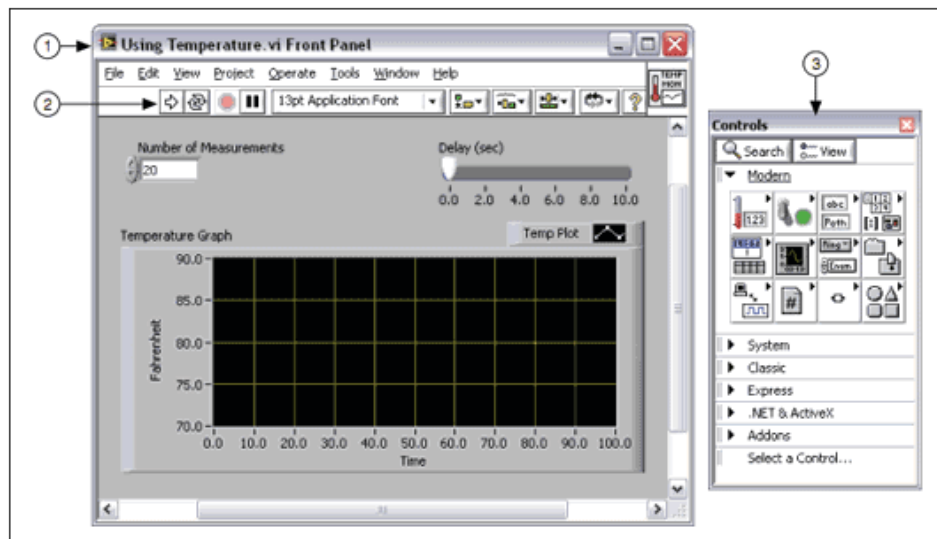 1
Using Temperature.vi Front Panel
File Edit View Project Operate Tools Window Help
TEMP
MON
2
13pt Application Font
3
Controls
Search View
Modern
123
abc
Path
Ring
Enum
#
System
Classic
Express
.NET & ActiveX
Addons
Select a Control...
Number of Measurements
20
Delay (sec)
0.0 2.0 4.0 6.0 8.0 10.0
Temperature Graph
Temp Plot
Fahrenheit
90.0
85.0
80.0
75.0
70.0
0.0 10.0 20.0 30.0 40.0 50.0 60.0 70.0 80.0 90.0 100.0
Time